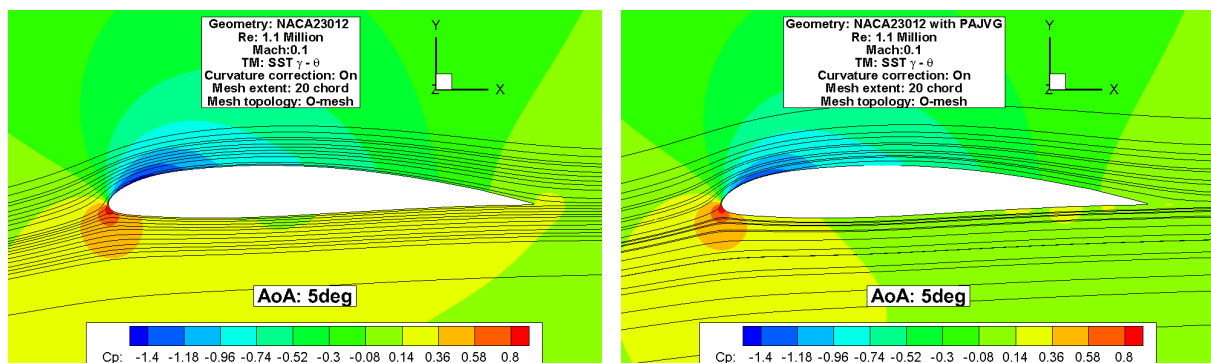 Geometry: NACA23012
Re: 1.1 Million
Mach:0.1
TM: SST γ - θ
Curvature correction: On
Mesh extent: 20 chord
Mesh topology: O-mesh
Y
Z X
AoA: 5deg
Cp: -1.4 -1.18 -0.96 -0.74 -0.52 -0.3 -0.08 0.14 0.36 0.58 0.8
Geometry: NACA23012 with PAJVG
Re: 1.1 Million
Mach:0.1
TM: SST γ - θ
Curvature correction: On
Mesh extent: 20 chord
Mesh topology: O-mesh
Y
Z X
AoA: 5deg
Cp: -1.4 -1.18 -0.96 -0.74 -0.52 -0.3 -0.08 0.14 0.36 0.58 0.8